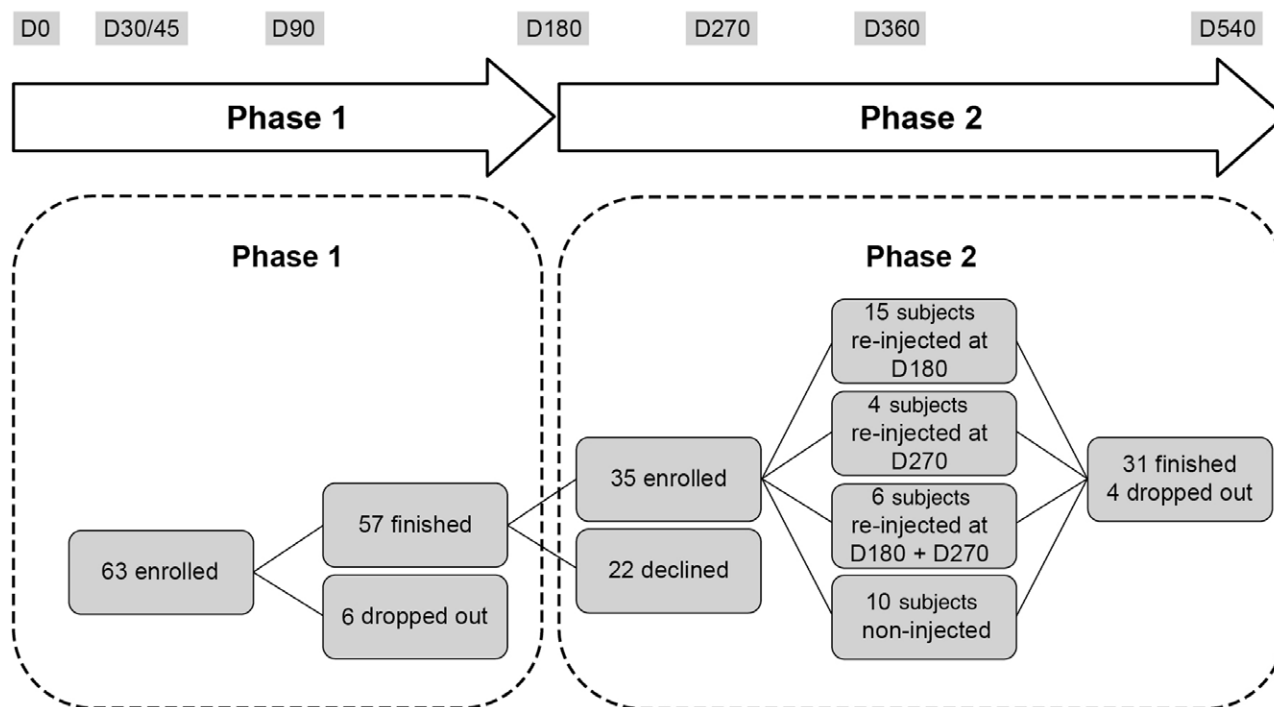 D0 D30/45 D90 D180 D270 D360 D540
Phase 1 Phase 2
Phase 1
63 enrolled
57 finished
6 dropped out
Phase 2
35 enrolled
22 declined
15 subjects
re-injected at
D180
4 subjects
re-injected at
D270
6 subjects
re-injected at
D180 + D270
10 subjects
non-injected
31 finished
4 dropped out